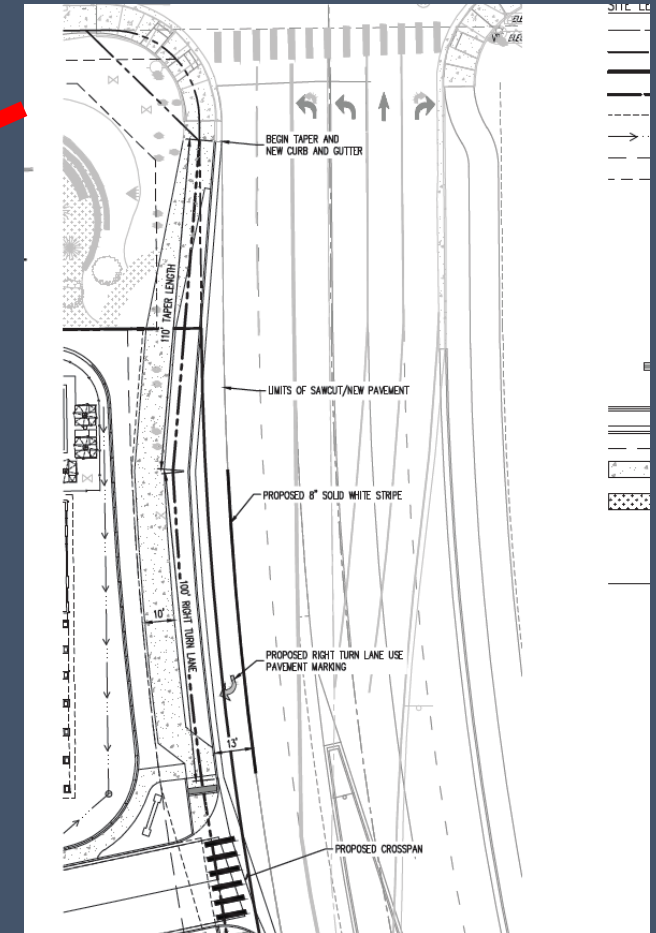 BEGIN TAPER AND
NEW CURB AND GUTTER
110' TAPER LENGTH
LIMITS OF SAWCUT/NEW PAVEMENT
PROPOSED 8" SOLID WHITE STRIPE
100' RIGHT TURN LANE
10'
PROPOSED RIGHT TURN LANE USE
PAVEMENT MARKING
13'
PROPOSED CROSSPAN